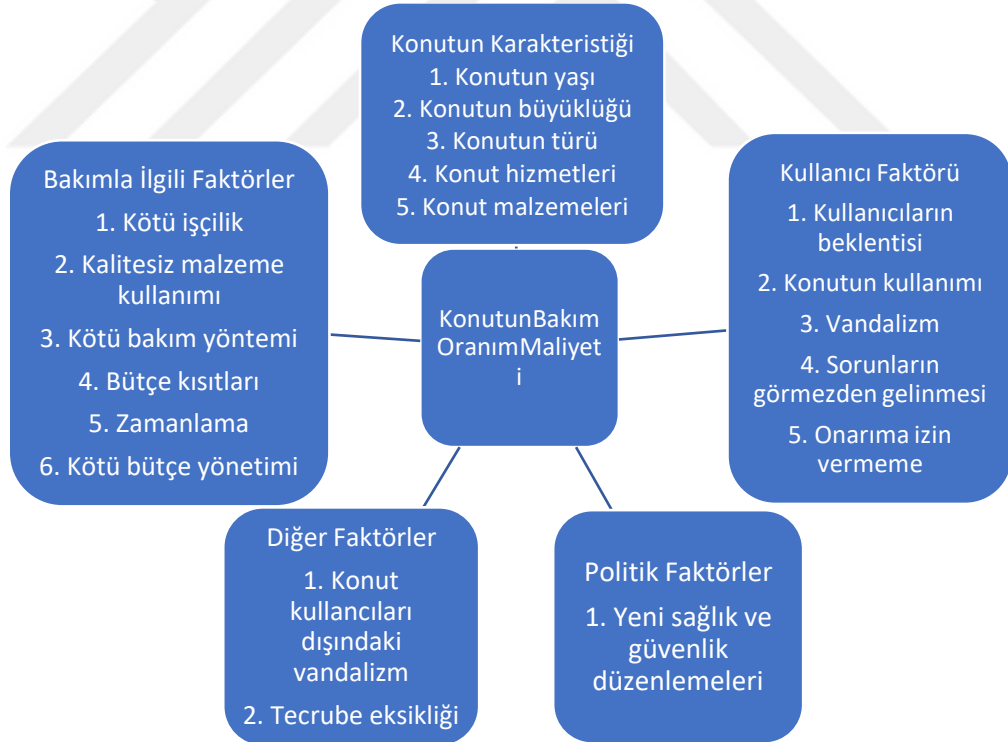 Konutun Karakteristiği
1. Konutun yaşı
2. Konutun büyüklüğü
3. Konutun türü
4. Konut hizmetleri
5. Konut malzemeleri
Bakımla İlgili Faktörler
1. Kötü işçilik
2. Kalitesiz malzeme
kullanımı
3. Kötü bakım yöntemi
4. Bütçe kısıtları
5. Zamanlama
6. Kötü bütçe yönetimi
KonutunBakım
OranımMaliyet
i
Kullanıcı Faktörü
1. Kullanıcıların
beklentisi
2. Konutun kullanımı
3. Vandalizm
4. Sorunların
görmezden gelinmesi
5. Onarıma izin
vermeme
Diğer Faktörler
1. Konut
kullancıları
dışındaki
vandalizm
2. Tecrube eksikliği
Politik Faktörler
1. Yeni sağlık ve
güvenlik
düzenlemeleri